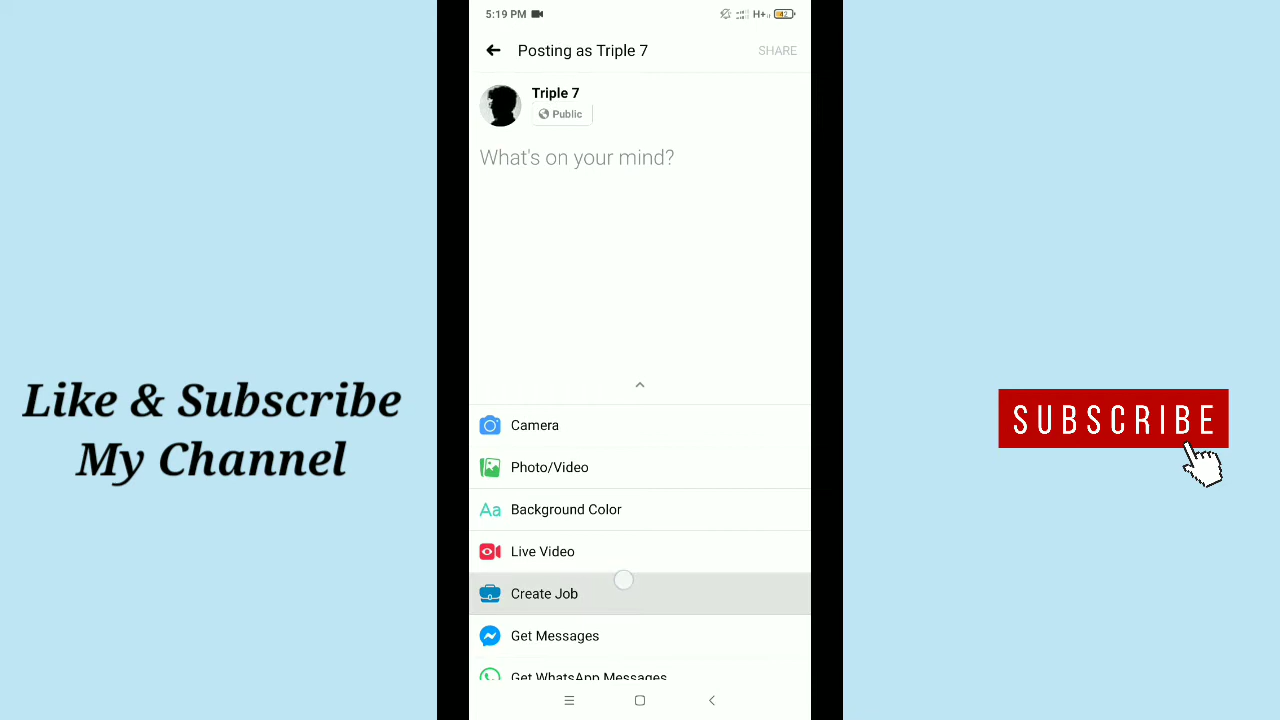 5:19 PM H+
Posting as Triple 7 SHARE
Triple 7
Public
What's on your mind?
Camera
Photo/Video
Aa Background Color
Live Video
Create Job
Get Messages
Get WhatsApp Messages
Like & Subscribe
My Channel
SUBSCRIBE